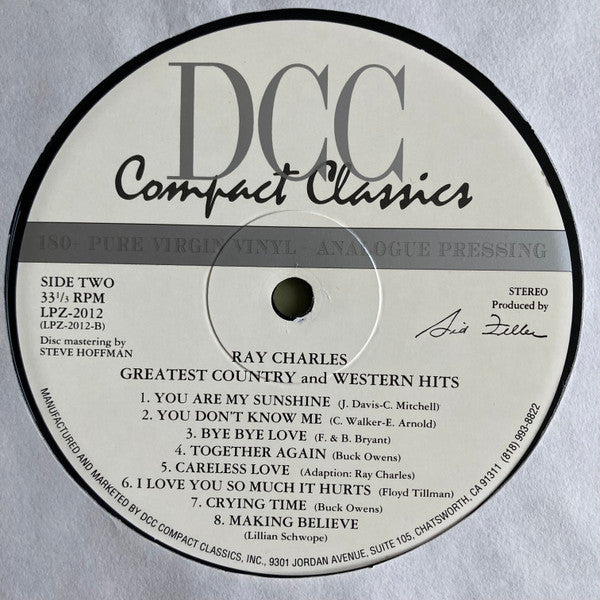 DCC
Compact Classics
180- PURE VIRGIN VINYL - ANALOGUE PRESSING
SIDE TWO
33 1/3 RPM
LPZ-2012
(LPZ-2012-B)
Disc mastering by
STEVE HOFFMAN
STEREO
Produced by
Sid Feller
RAY CHARLES
GREATEST COUNTRY and WESTERN HITS
1. YOU ARE MY SUNSHINE (J. Davis-C. Mitchell)
2. YOU DON'T KNOW ME (C. Walker-E. Arnold)
3. BYE BYE LOVE (F. & B. Bryant)
4. TOGETHER AGAIN (Buck Owens)
5. CARELESS LOVE (Adaption: Ray Charles)
6. I LOVE YOU SO MUCH IT HURTS (Floyd Tillman)
7. CRYING TIME (Buck Owens)
8. MAKING BELIEVE
(Lillian Schwope)
MANUFACTURED AND MARKETED BY DCC COMPACT CLASSICS, INC., 9301 JORDAN AVENUE, SUITE 105, CHATSWORTH, CA 91311 (818) 993-8822